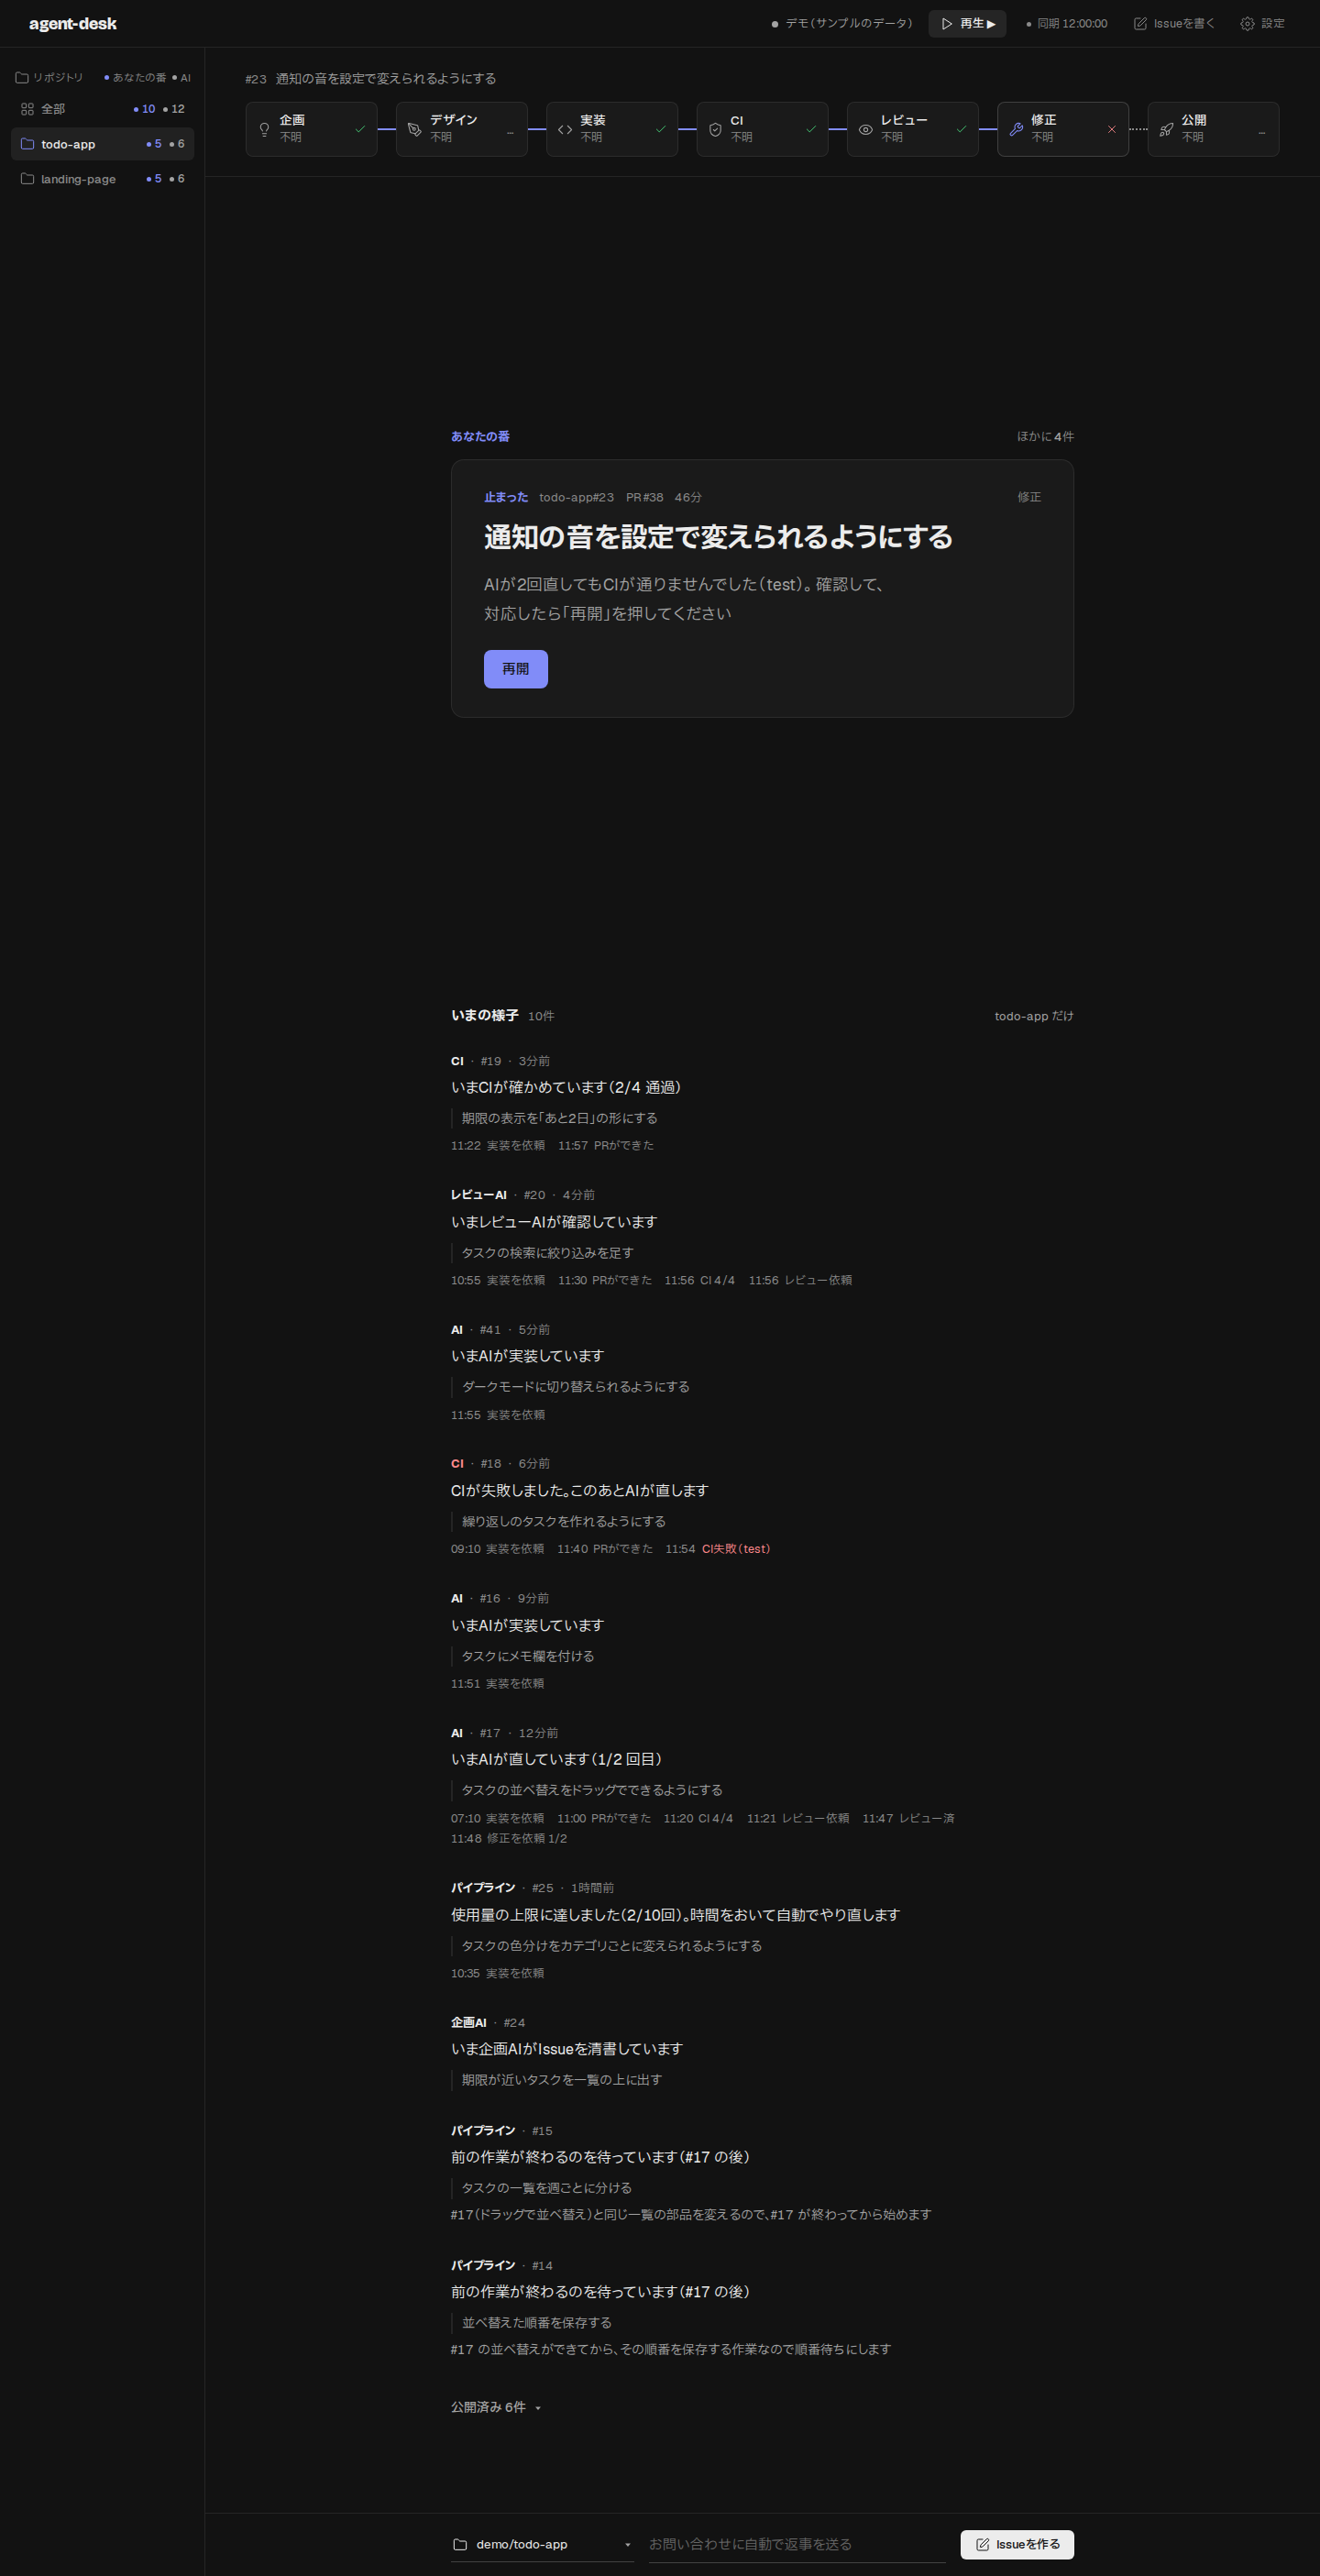 agent-desk
デモ（サンプルのデータ） 再生 ▶ 同期 12:00:00 Issueを書く 設定
リポジトリ ● あなたの番 ● AI
全部 ● 10 ● 12
todo-app ● 5 ● 6
landing-page ● 5 ● 6
#23 通知の音を設定で変えられるようにする
企画 不明
デザイン 不明 –
実装 不明
CI 不明
レビュー 不明
修正 不明
公開 不明 –
あなたの番 ほかに 4件
止まった todo-app#23 PR #38 46分 修正
通知の音を設定で変えられるようにする
AIが2回直してもCIが通りませんでした（test）。確認して、
対応したら「再開」を押してください
再開
いまの様子 10件 todo-app だけ
CI · #19 · 3分前
いまCIが確かめています（2/4 通過）
期限の表示を「あと2日」の形にする
11:22 実装を依頼 11:57 PRができた
レビューAI · #20 · 4分前
いまレビューAIが確認しています
タスクの検索に絞り込みを足す
10:55 実装を依頼 11:30 PRができた 11:56 CI 4/4 11:56 レビュー依頼
AI · #41 · 5分前
いまAIが実装しています
ダークモードに切り替えられるようにする
11:55 実装を依頼
CI · #18 · 6分前
CIが失敗しました。このあとAIが直します
繰り返しのタスクを作れるようにする
09:10 実装を依頼 11:40 PRができた 11:54 CI失敗（test）
AI · #16 · 9分前
いまAIが実装しています
タスクにメモ欄を付ける
11:51 実装を依頼
AI · #17 · 12分前
いまAIが直しています（1/2 回目）
タスクの並べ替えをドラッグでできるようにする
07:10 実装を依頼 11:00 PRができた 11:20 CI 4/4 11:21 レビュー依頼 11:47 レビュー済
11:48 修正を依頼 1/2
パイプライン · #25 · 1時間前
使用量の上限に達しました（2/10回）。時間をおいて自動でやり直します
タスクの色分けをカテゴリごとに変えられるようにする
10:35 実装を依頼
企画AI · #24
いま企画AIがIssueを清書しています
期限が近いタスクを一覧の上に出す
パイプライン · #15
前の作業が終わるのを待っています（#17 の後）
タスクの一覧を週ごとに分ける
#17（ドラッグで並べ替え）と同じ一覧の部品を変えるので、#17 が終わってから始めます
パイプライン · #14
前の作業が終わるのを待っています（#17 の後）
並べ替えた順番を保存する
#17 の並べ替えができてから、その順番を保存する作業なので順番待ちにします
公開済み 6件
demo/todo-app お問い合わせに自動で返事を送る Issueを作る